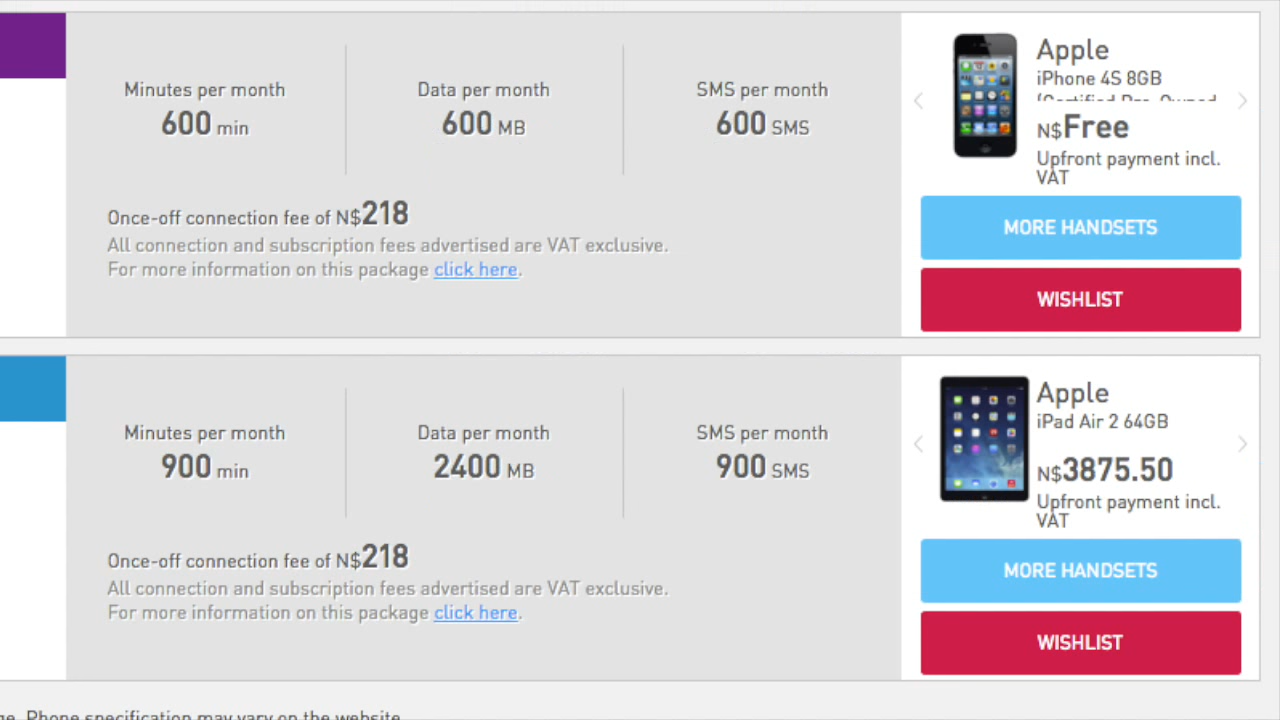 Minutes per month
600 min
Data per month
600 MB
SMS per month
600 SMS
Once-off connection fee of N$218
All connection and subscription fees advertised are VAT exclusive.
For more information on this package click here.
Apple
iPhone 4S 8GB
(Certified Pre-Owned
N$Free
Upfront payment incl.
VAT
MORE HANDSETS
WISHLIST
Minutes per month
900 min
Data per month
2400 MB
SMS per month
900 SMS
Once-off connection fee of N$218
All connection and subscription fees advertised are VAT exclusive.
For more information on this package click here.
Apple
iPad Air 2 64GB
N$3875.50
Upfront payment incl.
VAT
MORE HANDSETS
WISHLIST
Phone specification may vary on the website